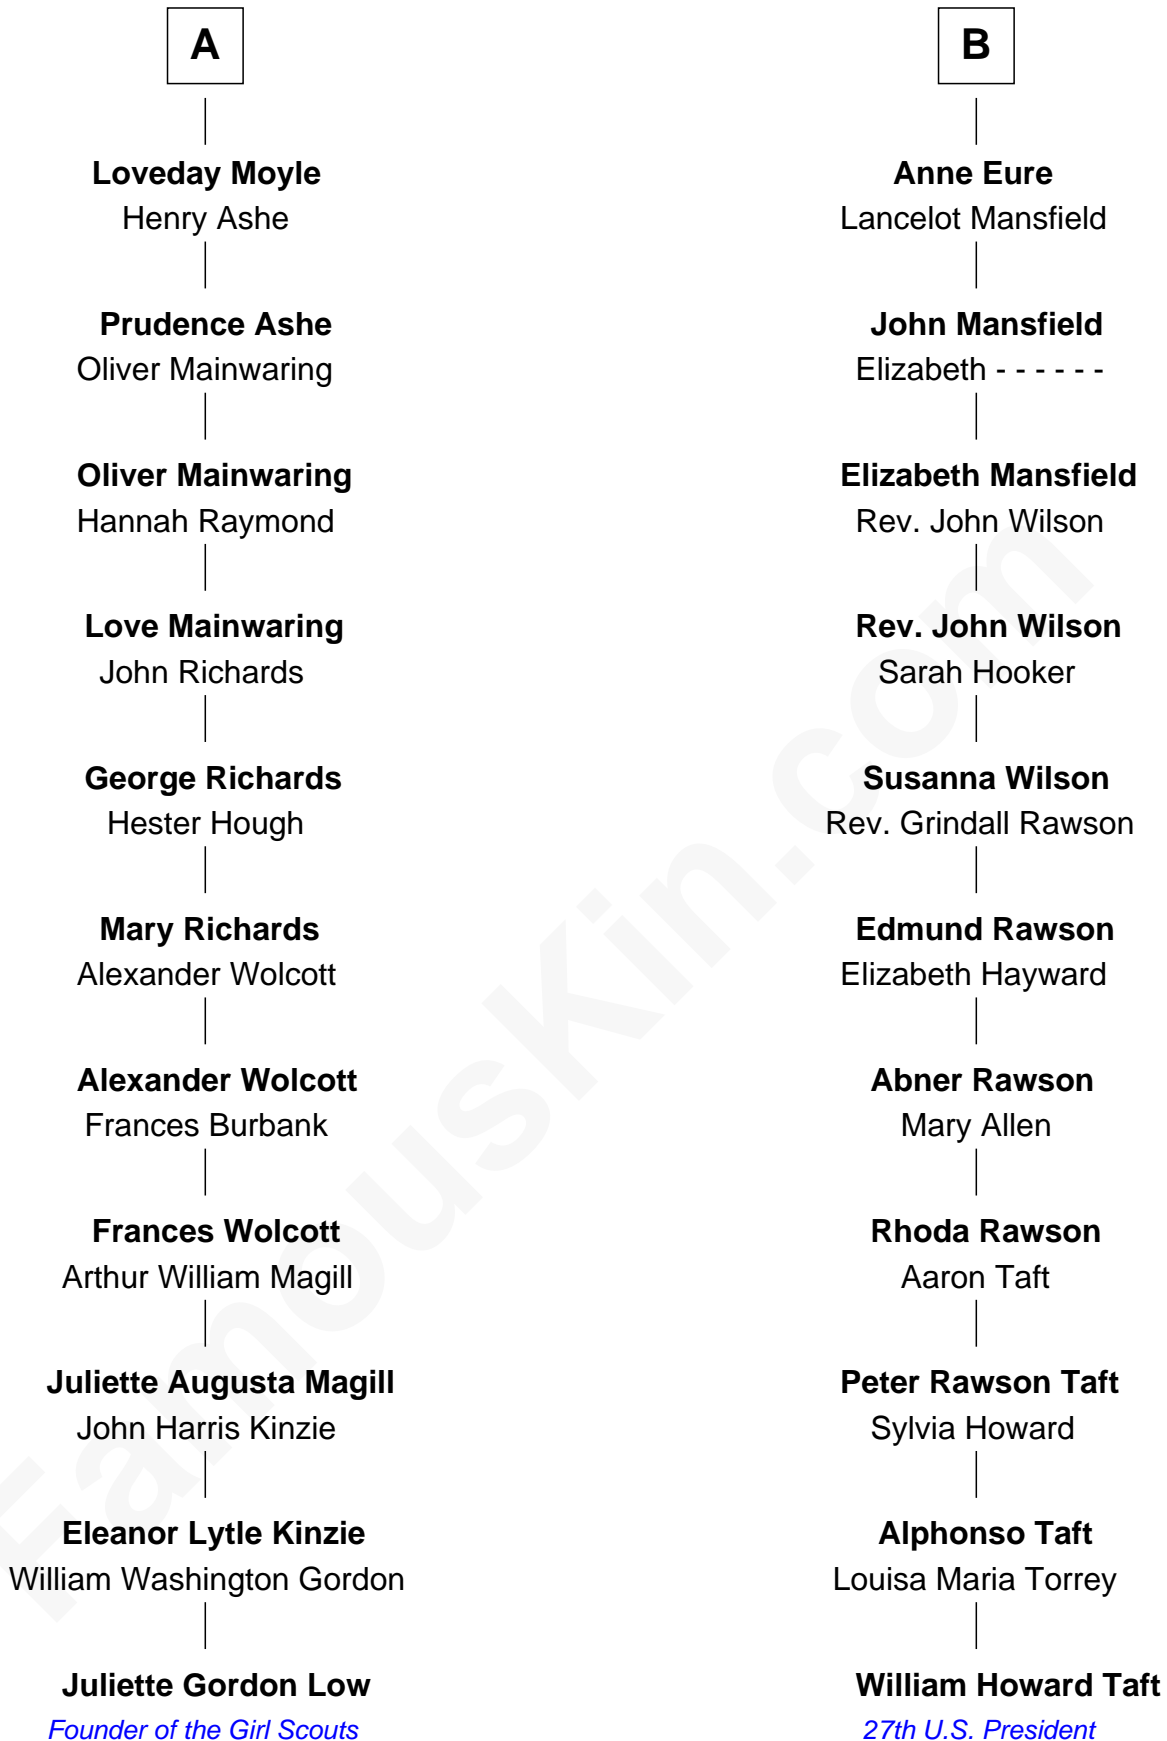 A
Loveday Moyle
Henry Ashe
Prudence Ashe
Oliver Mainwaring
Oliver Mainwaring
Hannah Raymond
Love Mainwaring
John Richards
George Richards
Hester Hough
Mary Richards
Alexander Wolcott
Alexander Wolcott
Frances Burbank
Frances Wolcott
Arthur William Magill
Juliette Augusta Magill
John Harris Kinzie
Eleanor Lytle Kinzie
William Washington Gordon
Juliette Gordon Low
Founder of the Girl Scouts
B
Anne Eure
Lancelot Mansfield
John Mansfield
Elizabeth - - - - - -
Elizabeth Mansfield
Rev. John Wilson
Rev. John Wilson
Sarah Hooker
Susanna Wilson
Rev. Grindall Rawson
Edmund Rawson
Elizabeth Hayward
Abner Rawson
Mary Allen
Rhoda Rawson
Aaron Taft
Peter Rawson Taft
Sylvia Howard
Alphonso Taft
Louisa Maria Torrey
William Howard Taft
27th U.S. President
FamousKin.com